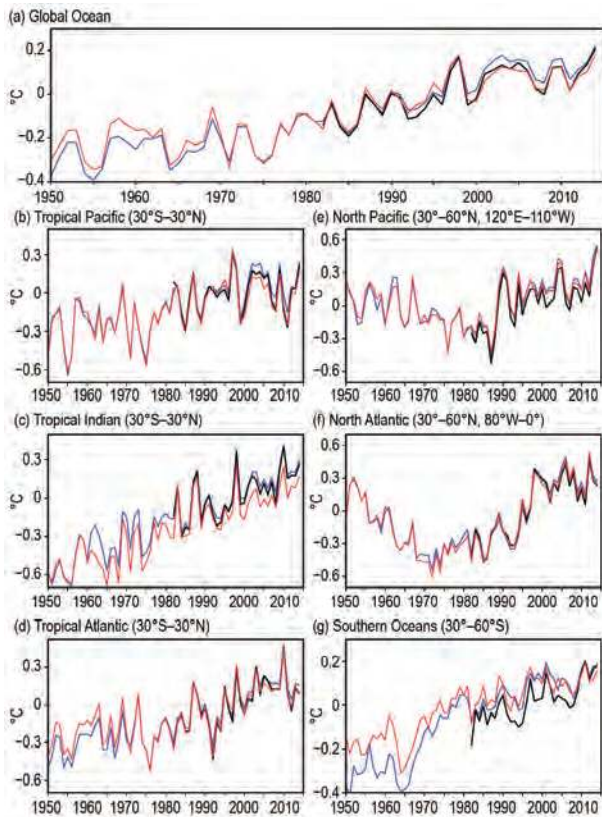 (a) Global Ocean
0.2
0
−0.2
−0.4
°C
1950 1960 1970 1980 1990 2000 2010
(b) Tropical Pacific (30°S–30°N)
0.3
0
−0.3
−0.6
°C
1950 1960 1970 1980 1990 2000 2010
(e) North Pacific (30°–60°N, 120°E–110°W)
0.6
0.3
0
−0.3
−0.6
°C
1950 1960 1970 1980 1990 2000 2010
(c) Tropical Indian (30°S–30°N)
0.3
0
−0.3
−0.6
°C
1950 1960 1970 1980 1990 2000 2010
(f) North Atlantic (30°–60°N, 80°W–0°)
0.6
0.3
0
−0.3
−0.6
°C
1950 1960 1970 1980 1990 2000 2010
(d) Tropical Atlantic (30°S–30°N)
0.3
0
−0.3
−0.6
°C
1950 1960 1970 1980 1990 2000 2010
(g) Southern Oceans (30°–60°S)
0.2
0
−0.2
−0.4
°C
1950 1960 1970 1980 1990 2000 2010